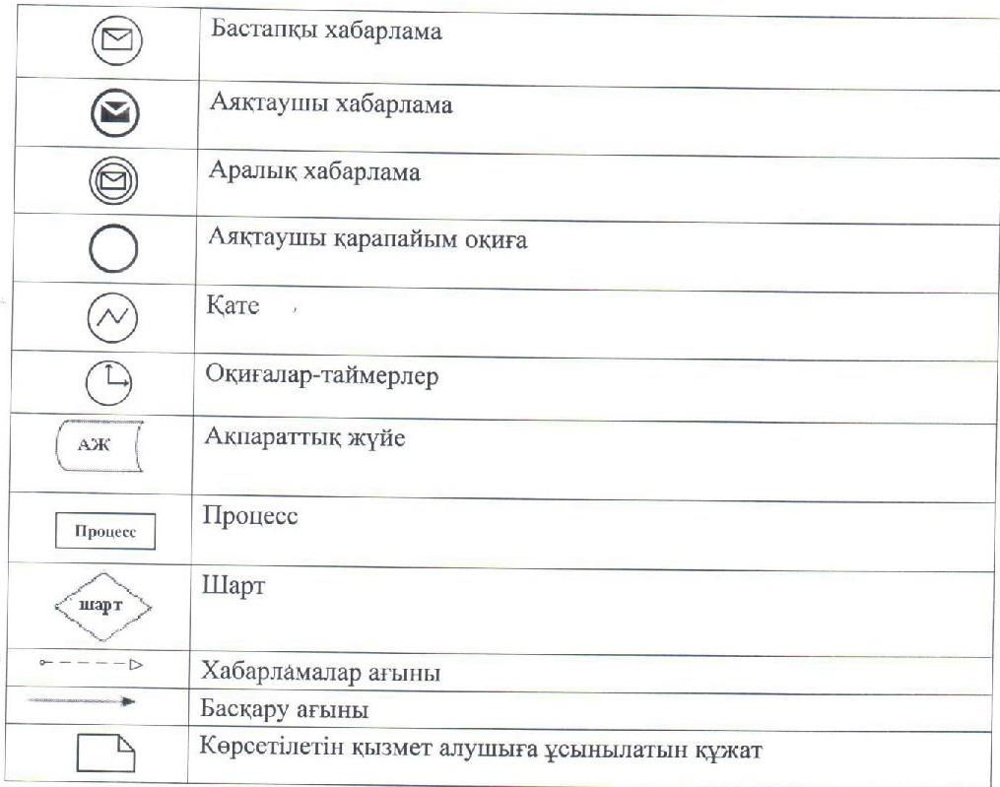 Бастапқы хабарлама
Аяқтаушы хабарлама
Аралық хабарлама
Аяқтаушы қарапайым оқиға
Қате
Оқиғалар-таймерлер
АЖ
Ақпараттық жүйе
Процесс
Процесс
шарт
Шарт
Хабарламалар ағыны
Басқару ағыны
Көрсетілетін қызмет алушыға ұсынылатын құжат